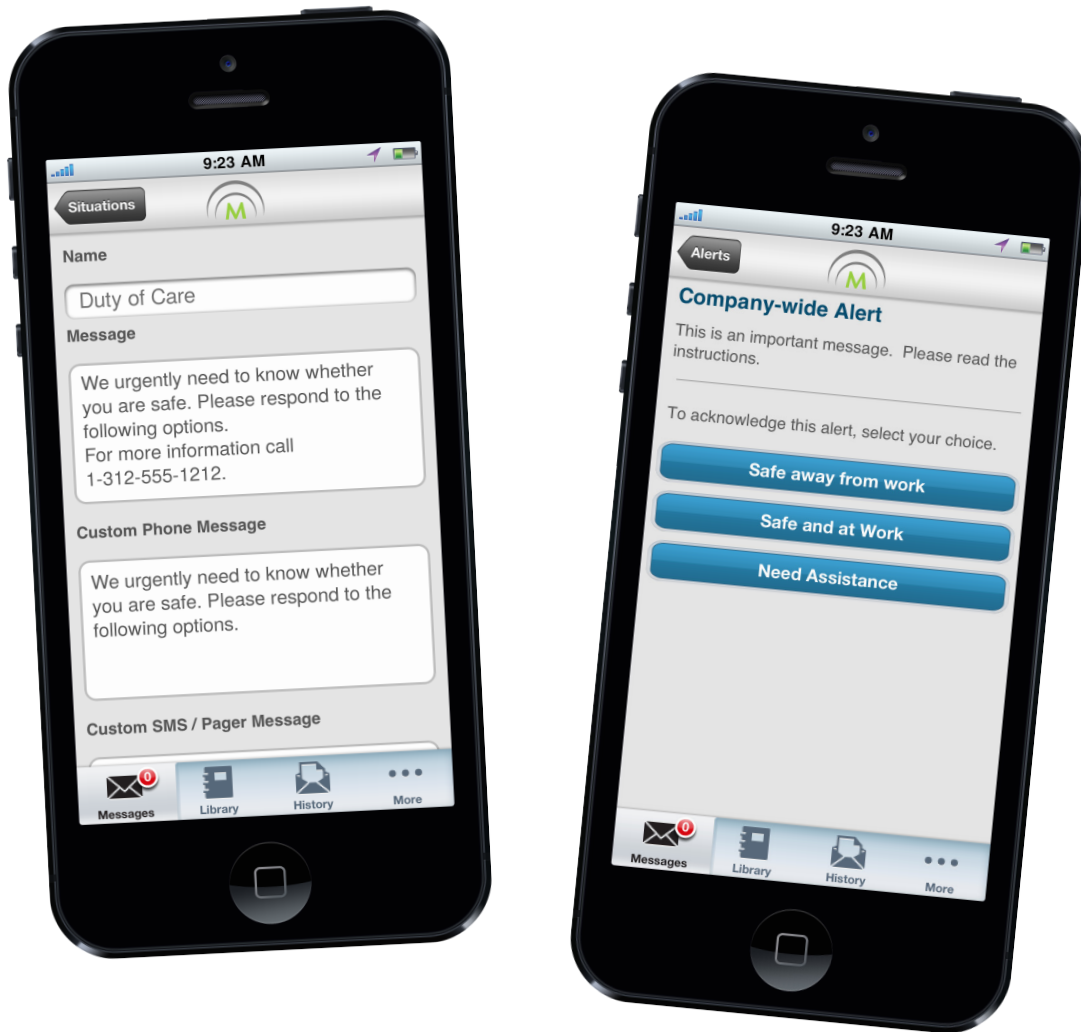 9:23 AM
Situations
M
Name
Duty of Care
Message
We urgently need to know whether
you are safe. Please respond to the
following options.
For more information call
1-312-555-1212.
Custom Phone Message
We urgently need to know whether
you are safe. Please respond to the
following options.
Custom SMS / Pager Message
0
Messages
Library
History
More
9:23 AM
Alerts
M
Company-wide Alert
This is an important message.  Please read the
instructions.
To acknowledge this alert, select your choice.
Safe away from work
Safe and at Work
Need Assistance
0
Messages
Library
History
More